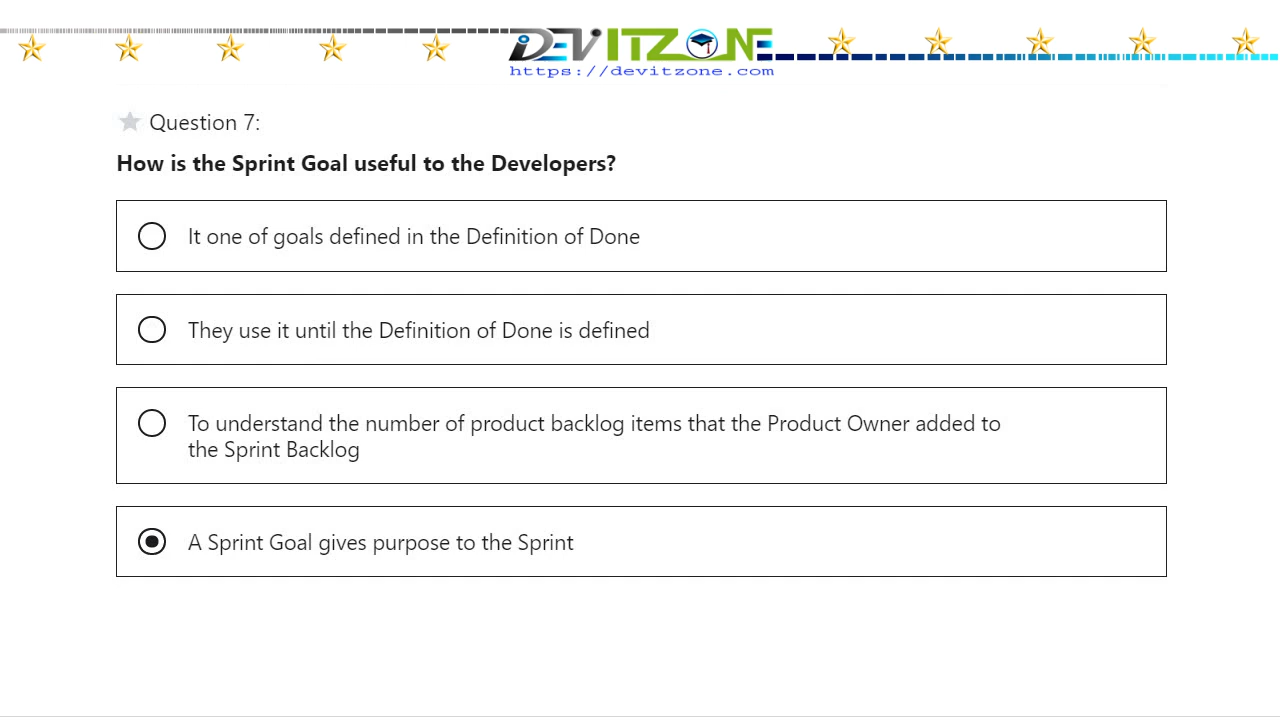 DEVITZONE
https://devitzone.com
Question 7:
How is the Sprint Goal useful to the Developers?
It one of goals defined in the Definition of Done
They use it until the Definition of Done is defined
To understand the number of product backlog items that the Product Owner added to
the Sprint Backlog
A Sprint Goal gives purpose to the Sprint